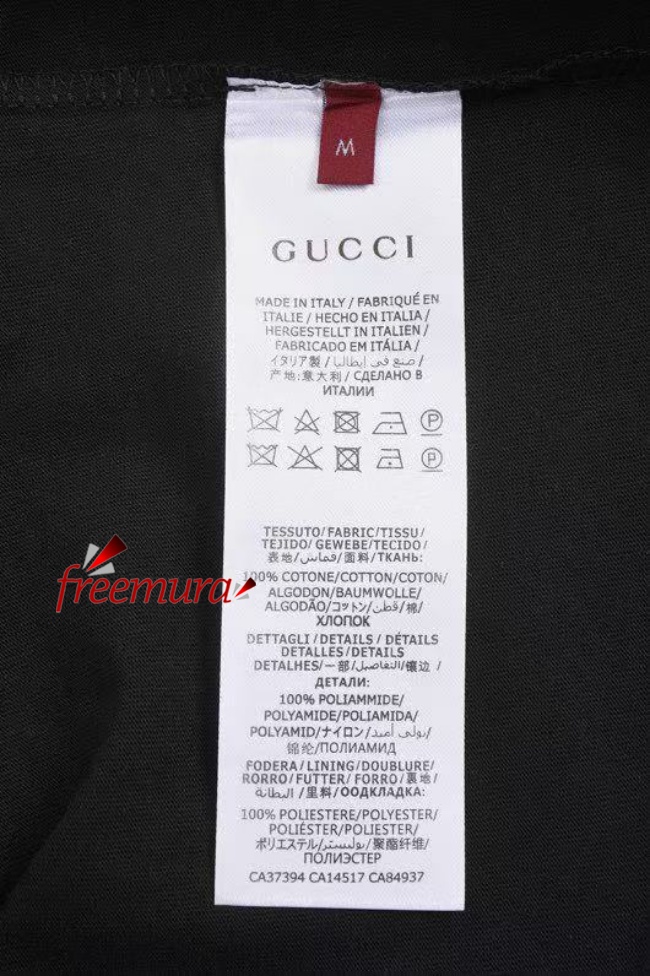 M
GUCCI
MADE IN ITALY / FABRIQUÉ EN
ITALIE / HECHO EN ITALIA /
HERGESTELLT IN ITALIEN /
FABRICADO EM ITÁLIA /
イタリア製 / صنع في إيطاليا /
产地:意大利 / СДЕЛАНО В
ИТАЛИИ
P
P
TESSUTO/FABRIC/TISSU/
TEJIDO/ GEWEBE/TECIDO/
表地/قماش/面料/ТКАНЬ:
freemura
100% COTONE/COTTON/COTON/
ALGODON/BAUMWOLLE/
ALGODÃO/コットン/قطن/棉/
ХЛОПОК
DETTAGLI/DETAILS / DÉTAILS
DETALLES/DETAILS
DETALHES/一部/التفاصيل/镶边 /
ДЕТАЛИ:
100% POLIAMMIDE/
POLYAMIDE/POLIAMIDA/
POLYAMID/ナイロン/بولي أميد/
锦纶/ПОЛИАМИД
FODERA / LINING/DOUBLURE/
RORRO/FUTTER/ FORRO/裏地/
البطانة /里料/ООДКЛАДКА:
100% POLIESTERE/POLYESTER/
POLIÉSTER/POLIESTER/
ポリエステル/بوليستر/聚酯纤维/
ПОЛИЭСТЕР
CA37394 CA14517 CA84937